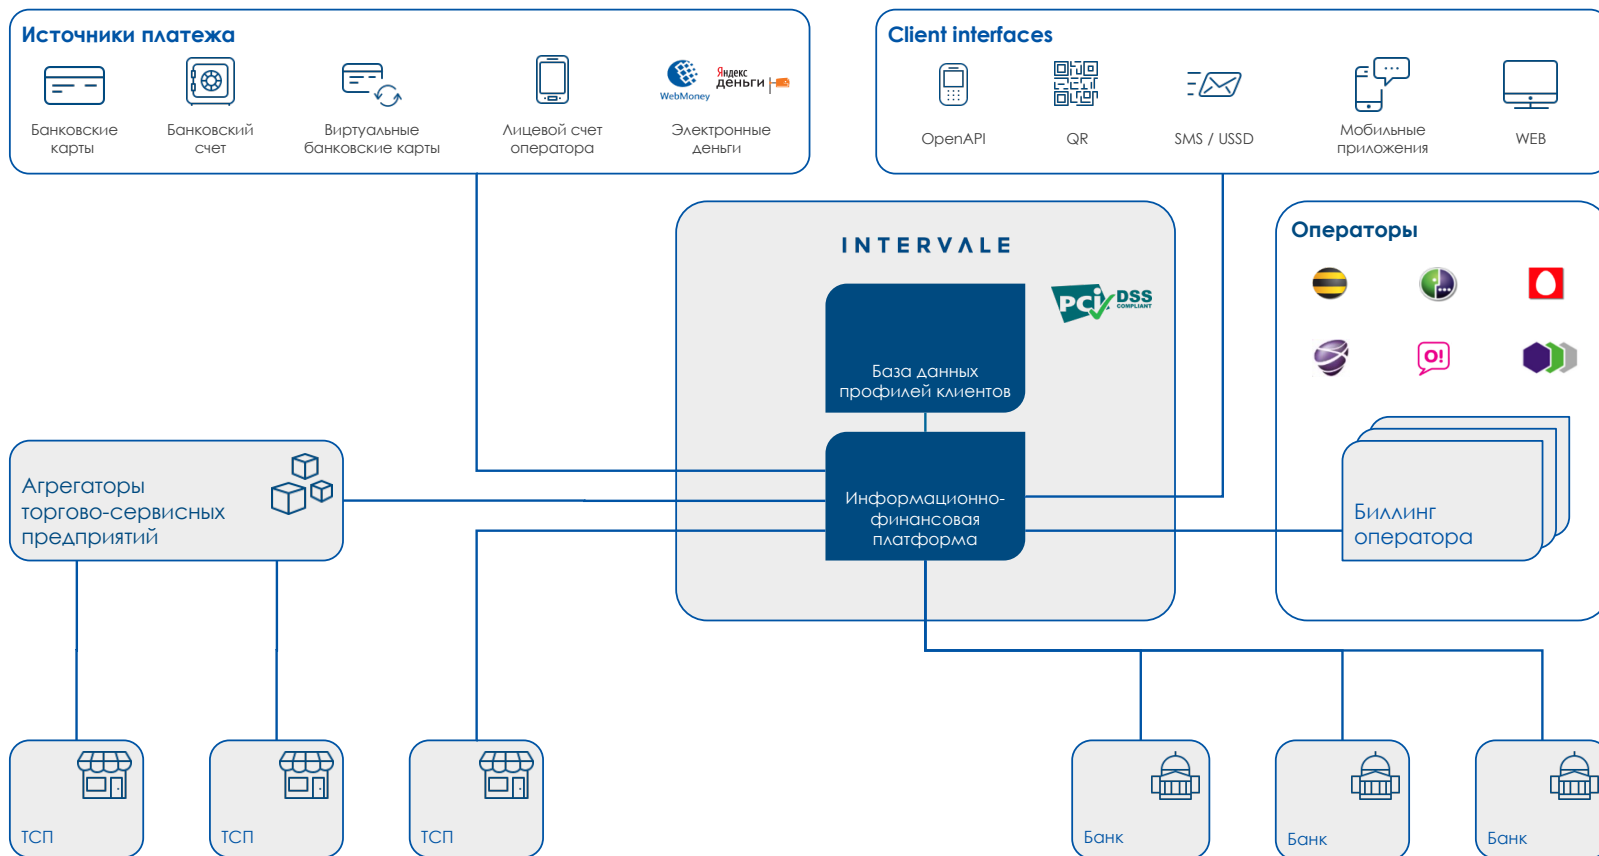 Источники платежа
Банковские
карты
Банковский
счет
Виртуальные
банковские карты
Лицевой счет
оператора
WebMoney
Яндекс
деньги
Электронные
деньги
Client interfaces
OpenAPI
QR
SMS / USSD
Мобильные
приложения
WEB
INTERVALE
PCI DSS
COMPLIANT
База данных
профилей клиентов
Информационно-
финансовая
платформа
Операторы
O!
Биллинг
оператора
Агрегаторы
торгово-сервисных
предприятий
ТСП
ТСП
ТСП
Банк
Банк
Банк